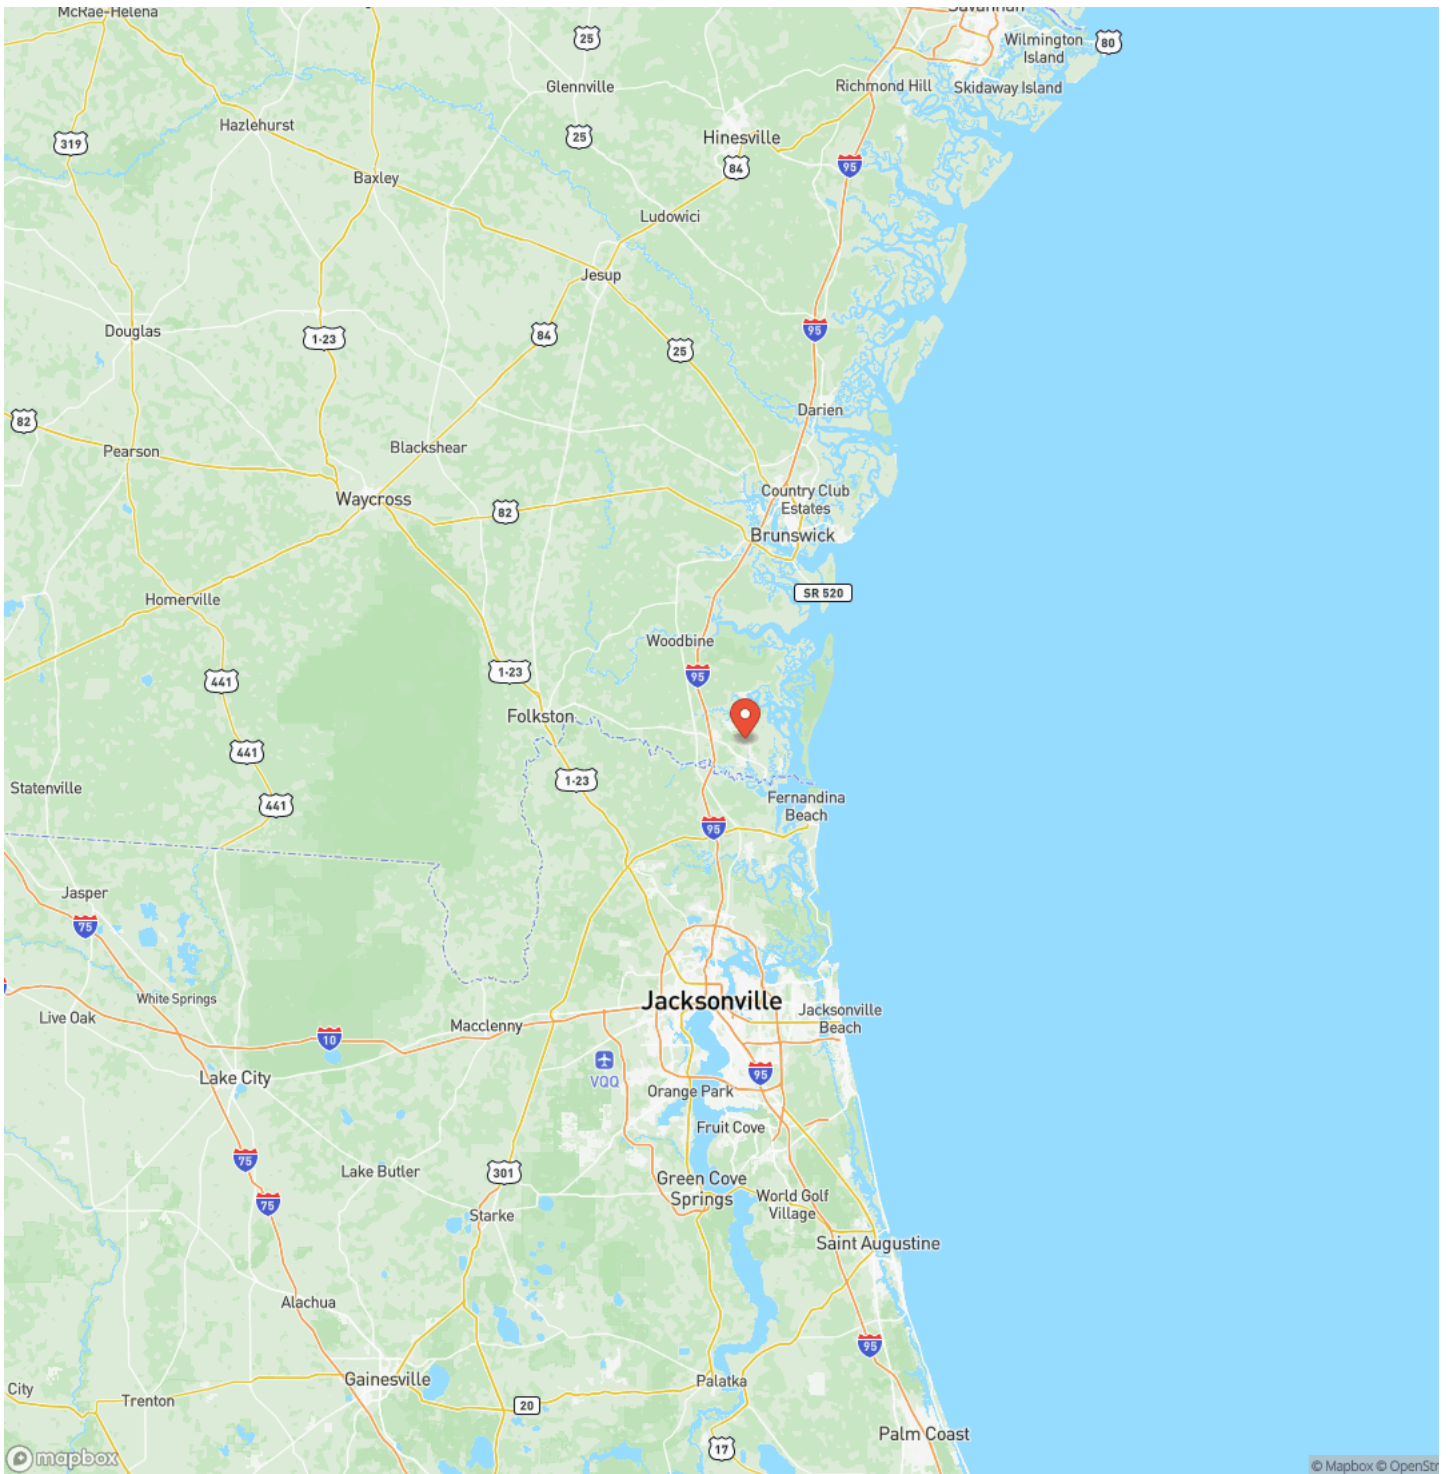 McRae-Helena
Savannah
Wilmington
Island
80
25
Glennville
Richmond Hill
Skidaway Island
Hazlehurst
319
25
Hinesville
84
95
Baxley
Ludowici
Jesup
Douglas
1-23
84
25
95
82
Darien
Pearson
Blackshear
Waycross
82
Country Club
Estates
Brunswick
Homerville
SR 520
Woodbine
441
1-23
95
Folkston
441
1-23
Statenville
441
Fernandina
Beach
95
Jasper
75
White Springs
Live Oak
Jacksonville
Jacksonville
Beach
Macclenny
10
VQQ
95
Lake City
Orange Park
Fruit Cove
75
Lake Butler
301
Green Cove
Springs
75
World Golf
Village
Starke
Saint Augustine
Alachua
95
Gainesville
Palatka
City
Trenton
20
Palm Coast
17
mapbox
© Mapbox © OpenStr